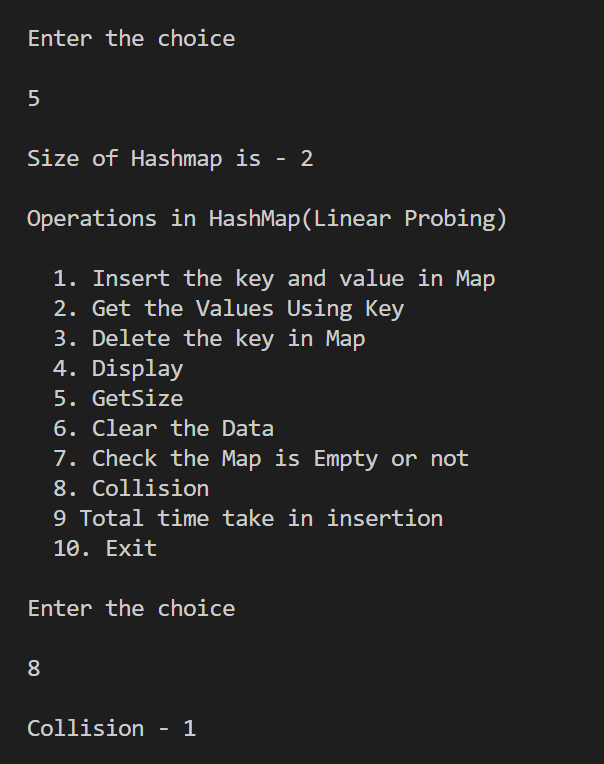 Enter the choice
5
Size of Hashmap is - 2
Operations in HashMap(Linear Probing)
1. Insert the key and value in Map
2. Get the Values Using Key
3. Delete the key in Map
4. Display
5. GetSize
6. Clear the Data
7. Check the Map is Empty or not
8. Collision
9 Total time take in insertion
10. Exit
Enter the choice
8
Collision - 1